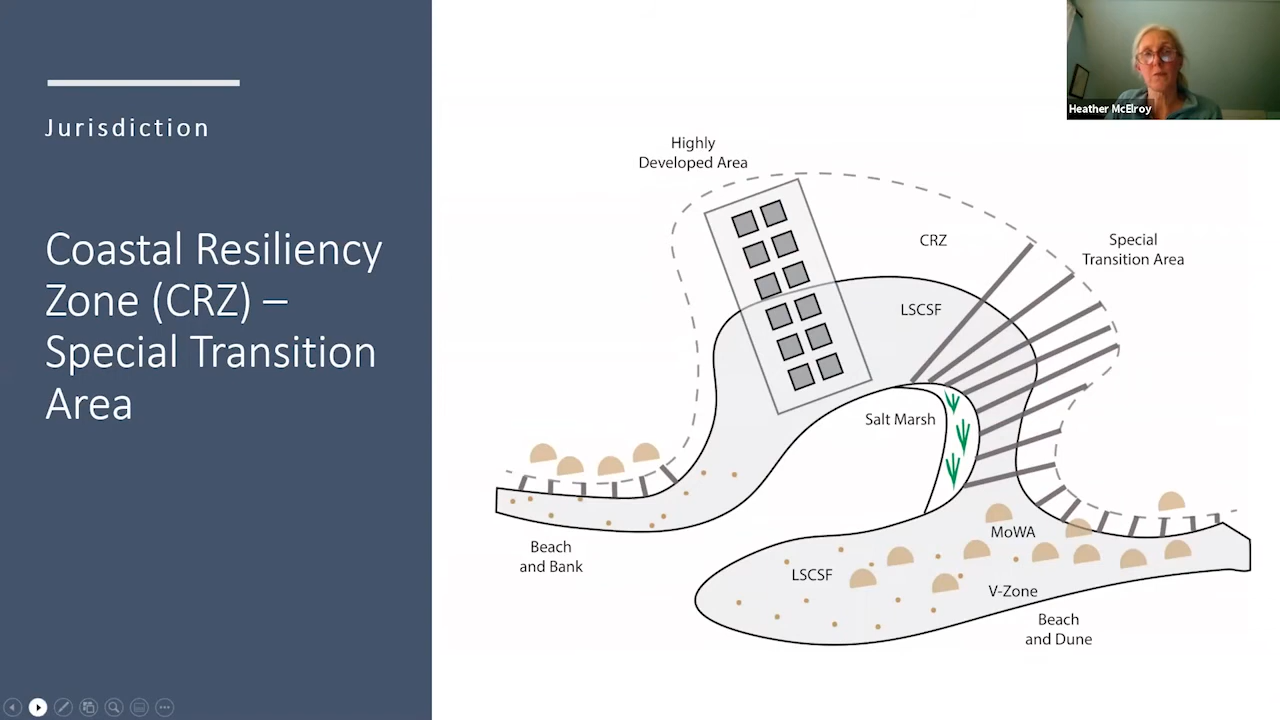 Jurisdiction
Coastal Resiliency
Zone (CRZ) –
Special Transition
Area
Heather McElroy
Highly
Developed Area
CRZ
Special
Transition Area
LSCSF
Salt Marsh
MoWA
Beach
and Bank
LSCSF
V-Zone
Beach
and Dune